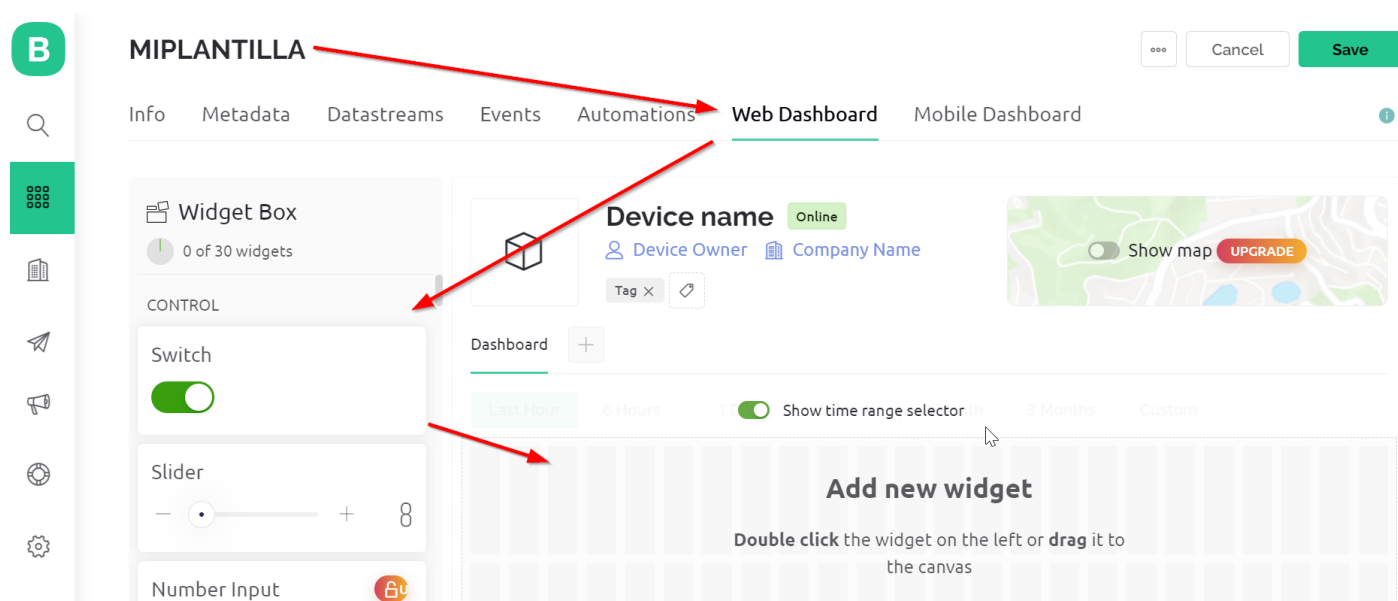 B
MIPLANTILLA
Cancel
Save
Info Metadata Datastreams Events Automations Web Dashboard Mobile Dashboard
Widget Box
0 of 30 widgets
CONTROL
Switch
Slider
Number Input
Device name Online
Device Owner Company Name
Tag
Show map UPGRADE
Dashboard
Last Hour 6 Hours Show time range selector 3 Months Custom
Add new widget
Double click the widget on the left or drag it to
the canvas